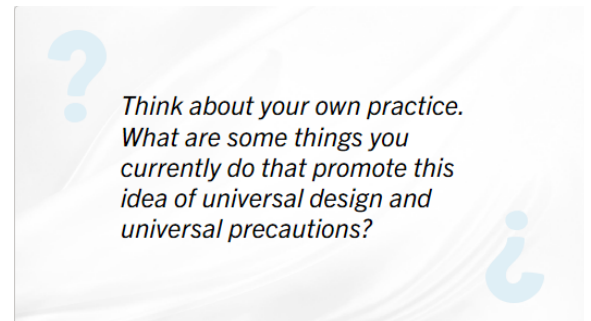 ?
Think about your own practice.
What are some things you
currently do that promote this
idea of universal design and
universal precautions?
¿